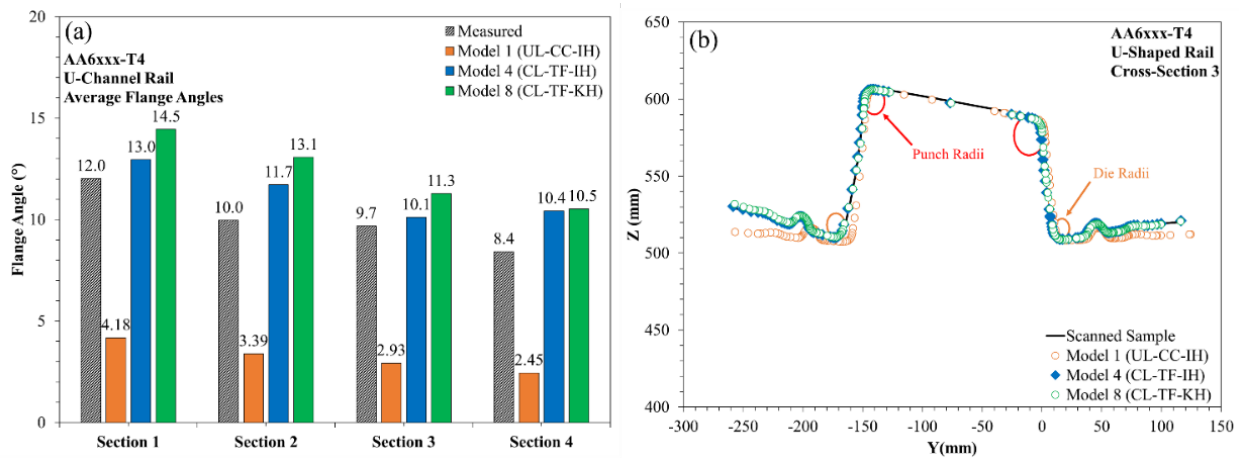 (a)
AA6xxx-T4
U-Channel Rail
Average Flange Angles
Measured
Model 1 (UL-CC-IH)
Model 4 (CL-TF-IH)
Model 8 (CL-TF-KH)
Flange Angle (°)
20
15
10
5
0
12.0
4.18
13.0
14.5
10.0
3.39
11.7
13.1
9.7
2.93
10.1
11.3
8.4
2.45
10.4
10.5
Section 1
Section 2
Section 3
Section 4
(b)
AA6xxx-T4
U-Shaped Rail
Cross-Section 3
Punch Radii
Die Radii
Scanned Sample
Model 1 (UL-CC-IH)
Model 4 (CL-TF-IH)
Model 8 (CL-TF-KH)
Z (mm)
650
600
550
500
450
400
-300 -250 -200 -150 -100 -50 0 50 100 150
Y(mm)